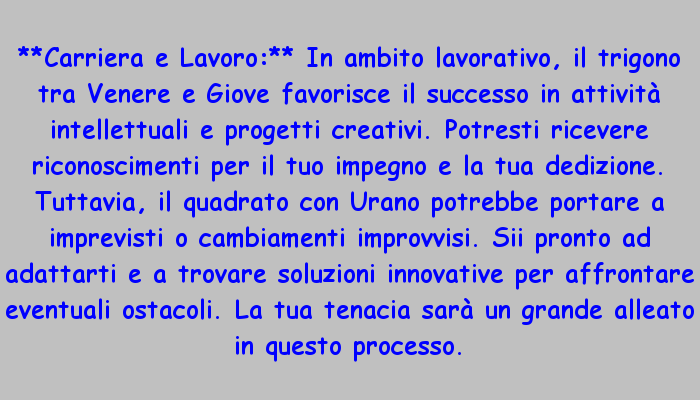 **Carriera e Lavoro:** In ambito lavorativo, il trigono
tra Venere e Giove favorisce il successo in attività
intellettuali e progetti creativi. Potresti ricevere
riconoscimenti per il tuo impegno e la tua dedizione.
Tuttavia, il quadrato con Urano potrebbe portare a
imprevisti o cambiamenti improvvisi. Sii pronto ad
adattarti e a trovare soluzioni innovative per affrontare
eventuali ostacoli. La tua tenacia sarà un grande alleato
in questo processo.